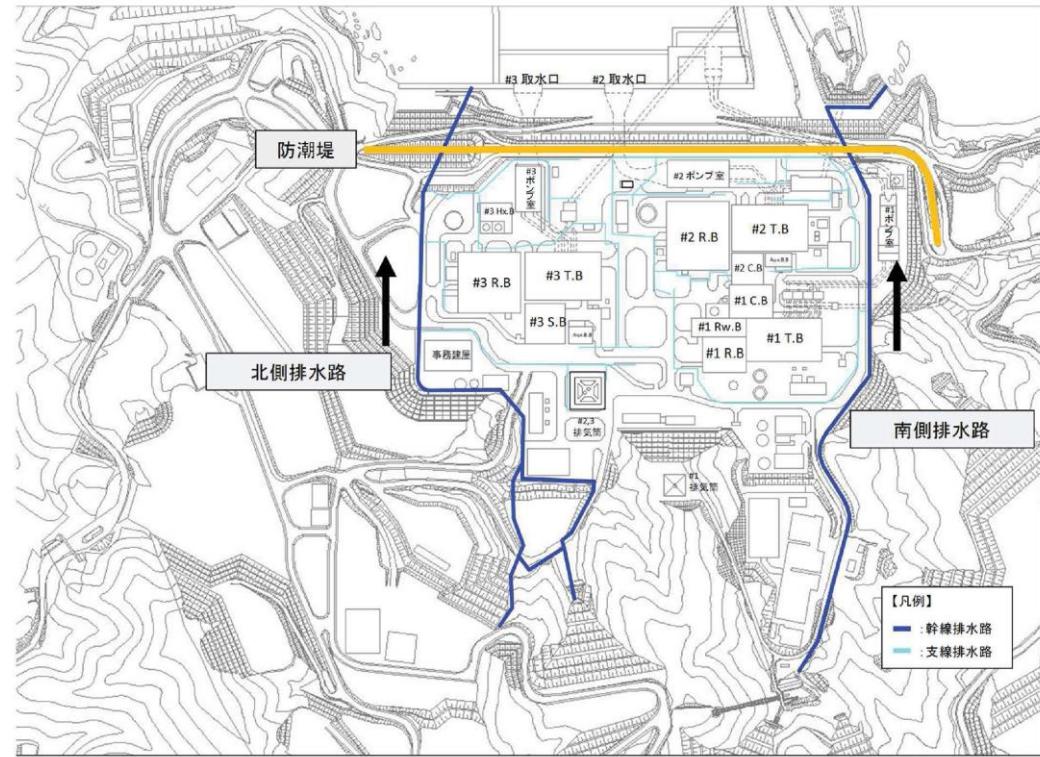 #3 取水口
#2 取水口
防潮堤
#3 ポンプ室
#2 ポンプ室
#1 ポンプ室
#3 Hx.B
#2 R.B
#2 T.B
#3 R.B
#3 T.B
#2 C.B
Aux.B.B
#1 C.B
#3 S.B
Aux.B.B
#1 Rw.B
#1 T.B
#1 R.B
事務建屋
北側排水路
#2,3
排気筒
南側排水路
#1
排気筒
【凡例】
:幹線排水路
:支線排水路